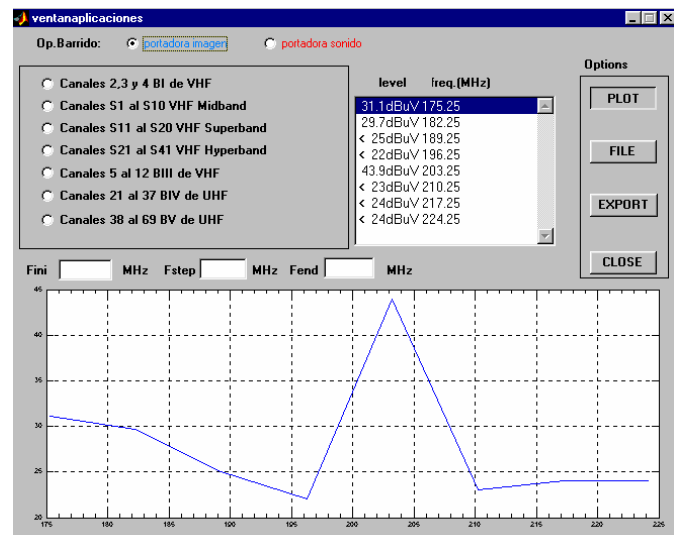 ventanaplicaciones
Op.Barrido: portadora imagen portadora sonido
Options
Canales 2,3 y 4 BI de VHF
Canales S1 al S10 VHF Midband
Canales S11 al S20 VHF Superband
Canales S21 al S41 VHF Hyperband
Canales 5 al 12 BIII de VHF
Canales 21 al 37 BIV de UHF
Canales 38 al 69 BV de UHF
level freq.(MHz)
31.1dBuV 175.25
29.7dBuV 182.25
< 25dBuV 189.25
< 22dBuV 196.25
43.9dBuV 203.25
< 23dBuV 210.25
< 24dBuV 217.25
< 24dBuV 224.25
PLOT
FILE
EXPORT
CLOSE
Fini MHz Fstep MHz Fend MHz
45
40
35
30
25
20
175 180 185 190 195 200 205 210 215 220 225